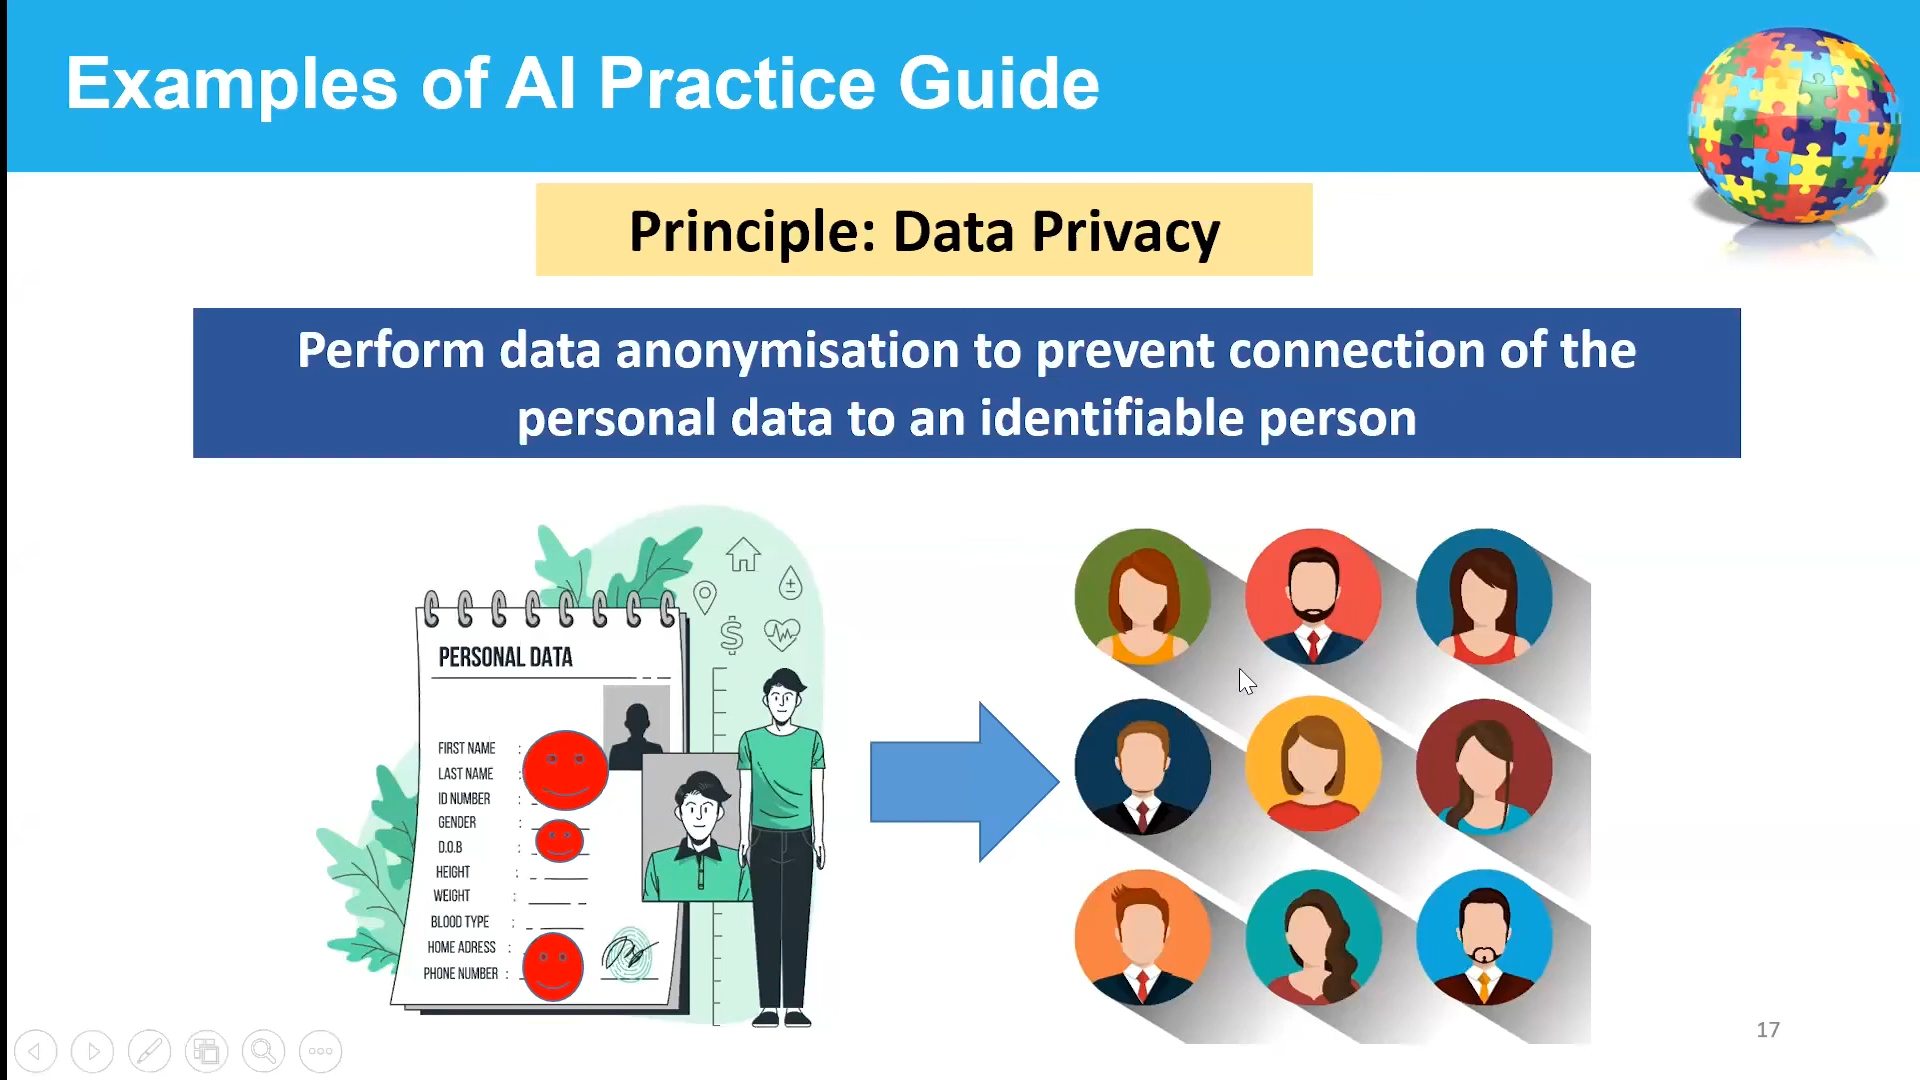 Examples of AI Practice Guide
Principle: Data Privacy
Perform data anonymisation to prevent connection of the
personal data to an identifiable person
PERSONAL DATA
FIRST NAME :
LAST NAME :
ID NUMBER :
GENDER :
D.O.B :
HEIGHT :
WEIGHT :
BLOOD TYPE :
HOME ADRESS :
PHONE NUMBER :
17